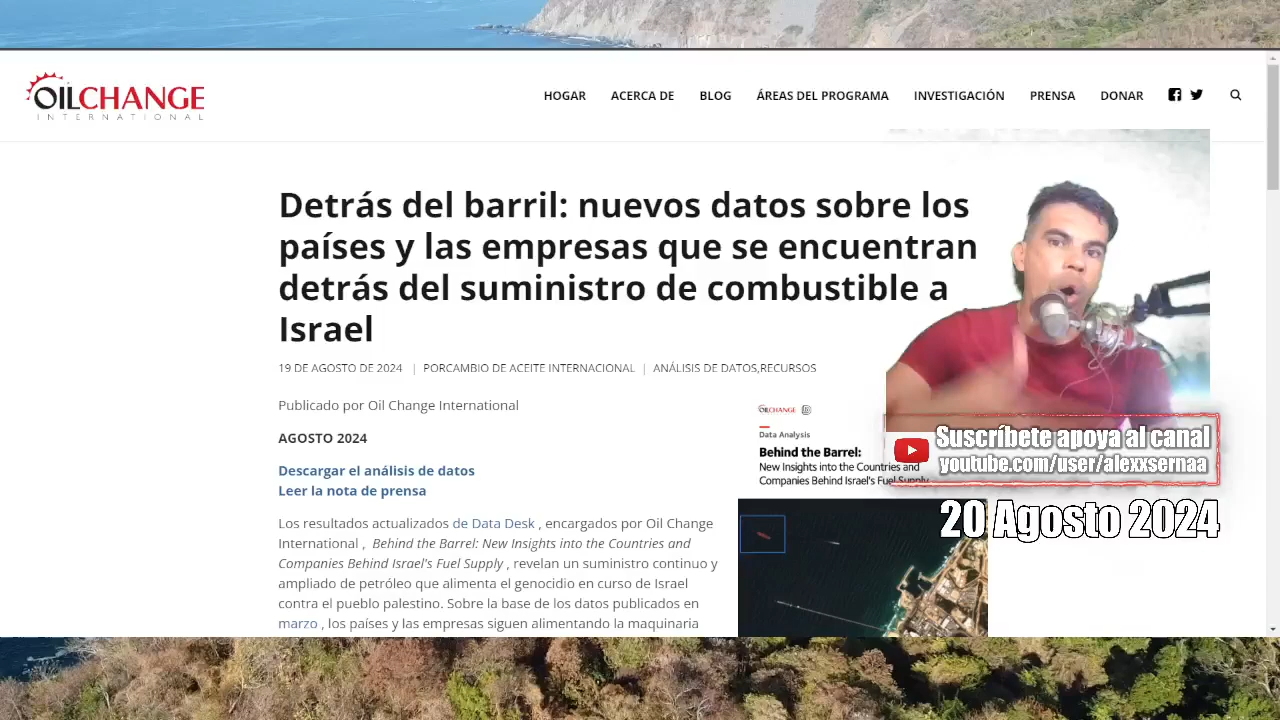 OILCHANGE
INTERNATIONAL
HOGAR ACERCA DE BLOG ÁREAS DEL PROGRAMA INVESTIGACIÓN PRENSA DONAR
Detrás del barril: nuevos datos sobre los
países y las empresas que se encuentran
detrás del suministro de combustible a
Israel
19 DE AGOSTO DE 2024 | PORCAMBIO DE ACEITE INTERNACIONAL | ANÁLISIS DE DATOS,RECURSOS
Publicado por Oil Change International
AGOSTO 2024
Descargar el análisis de datos
Leer la nota de prensa
Los resultados actualizados de Data Desk , encargados por Oil Change
International , Behind the Barrel: New Insights into the Countries and
Companies Behind Israel's Fuel Supply , revelan un suministro continuo y
ampliado de petróleo que alimenta el genocidio en curso de Israel
contra el pueblo palestino. Sobre la base de los datos publicados en
marzo , los países y las empresas siguen alimentando la maquinaria
OILCHANGE
Data Analysis
Behind the Barrel:
New Insights into the Countries and
Companies Behind Israel's Fuel Supply
Suscríbete apoya al canal
youtube.com/user/alexxsernaa
20 Agosto 2024